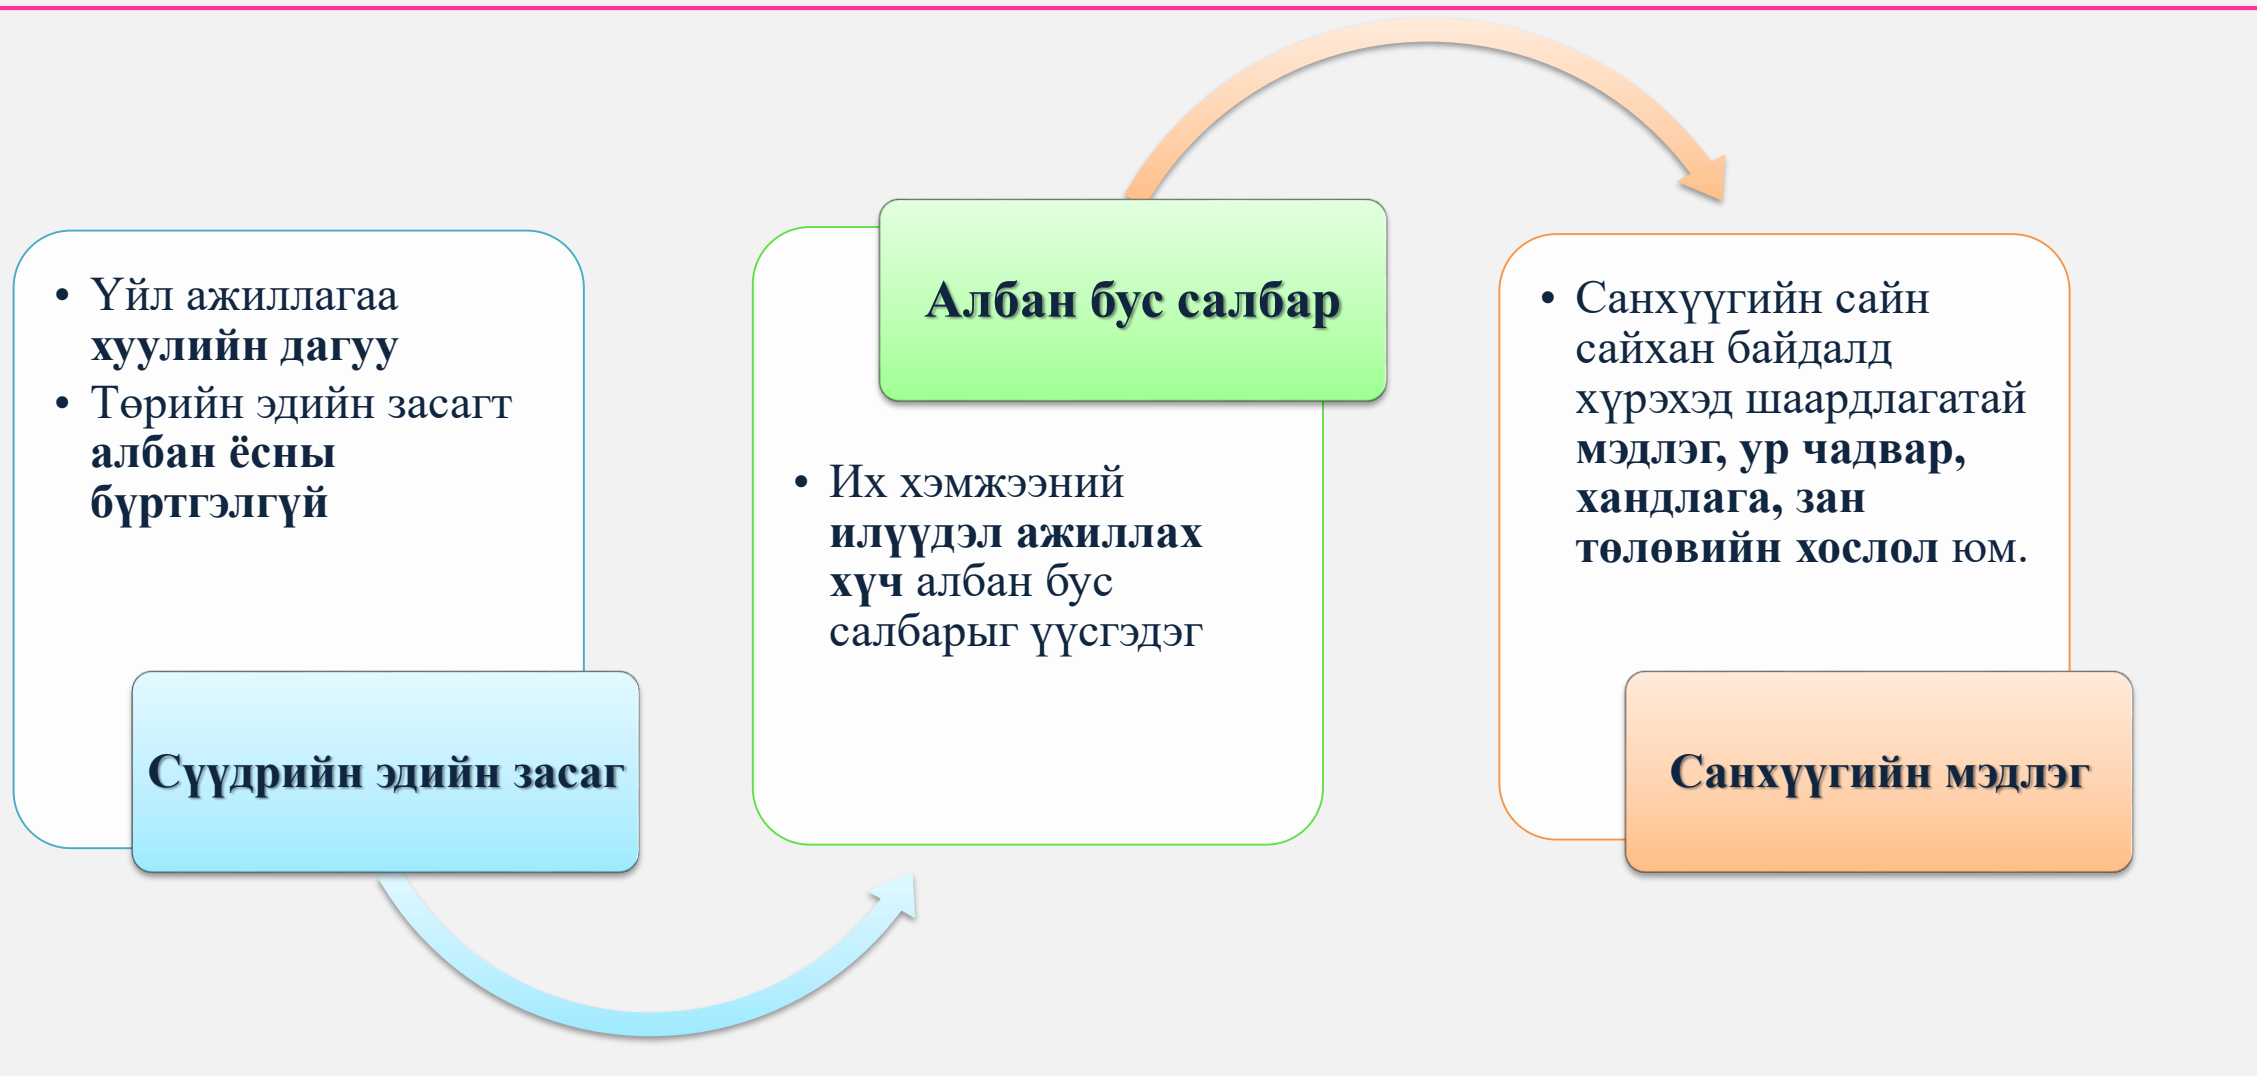 • Үйл ажиллагаа
хуулийн дагуу
• Төрийн эдийн засагт
албан ёсны
бүртгэлгүй
Сүүдрийн эдийн засаг
Албан бус салбар
• Их хэмжээний
илүүдэл ажиллах
хүч албан бус
салбарыг үүсгэдэг
• Санхүүгийн сайн
сайхан байдалд
хүрэхэд шаардлагатай
мэдлэг, ур чадвар,
хандлага, зан
төлөвийн хослол юм.
Санхүүгийн мэдлэг